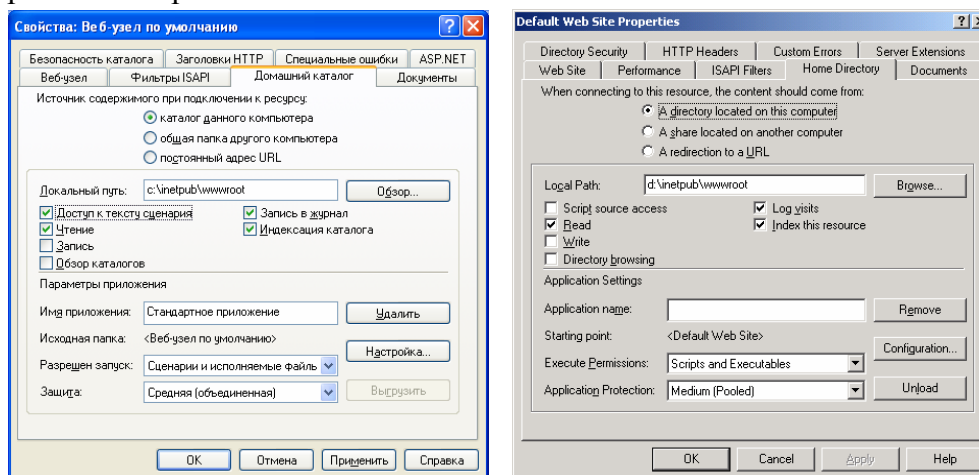 Свойства: Веб-узел по умолчанию
Безопасность каталога Заголовки HTTP Специальные ошибки ASP.NET
Веб-узел Фильтры ISAPI Домашний каталог Документы
Источник содержимого при подключении к ресурсу:
каталог данного компьютера
общая папка другого компьютера
постоянный адрес URL
Локальный путь: c:\inetpub\wwwroot Обзор...
Доступ к тексту сценария Запись в журнал
Чтение Индексация каталога
Запись
Обзор каталогов
Параметры приложения
Имя приложения: Стандартное приложение Удалить
Исходная папка: <Веб-узел по умолчанию>
Настройка...
Разрешен запуск: Сценарии и исполняемые файль
Защита: Средняя (объединенная) Выгрузить
OK Отмена Применить Справка
Default Web Site Properties
Directory Security HTTP Headers Custom Errors Server Extensions
Web Site Performance ISAPI Filters Home Directory Documents
When connecting to this resource, the content should come from:
A directory located on this computer
A share located on another computer
A redirection to a URL
Local Path: d:\inetpub\wwwroot Browse...
Script source access Log visits
Read Index this resource
Write
Directory browsing
Application Settings
Application name: Remove
Starting point: <Default Web Site>
Configuration...
Execute Permissions: Scripts and Executables
Application Protection: Medium (Pooled) Unload
OK Cancel Apply Help